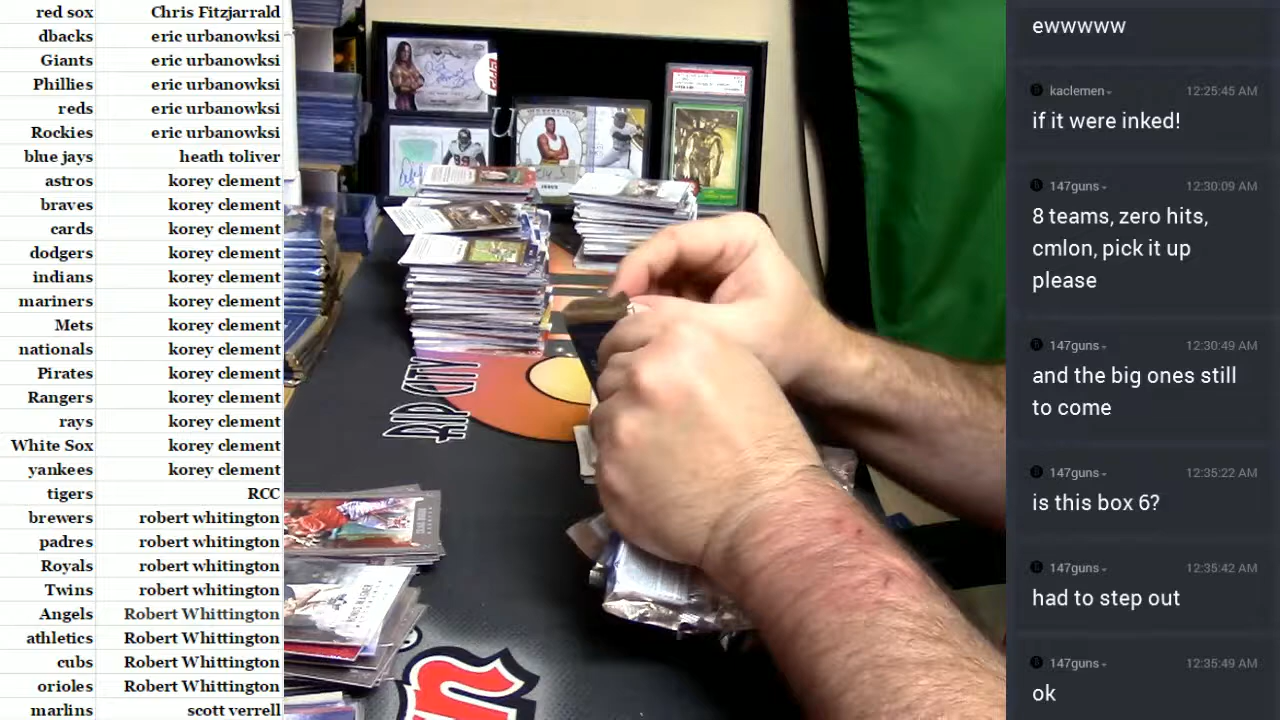 red sox Chris Fitzjarrald
dbacks eric urbanowksi
Giants eric urbanowksi
Phillies eric urbanowksi
reds eric urbanowksi
Rockies eric urbanowksi
blue jays heath toliver
astros korey clement
braves korey clement
cards korey clement
dodgers korey clement
indians korey clement
mariners korey clement
Mets korey clement
nationals korey clement
Pirates korey clement
Rangers korey clement
rays korey clement
White Sox korey clement
yankees korey clement
tigers RCC
brewers robert whitington
padres robert whitington
Royals robert whitington
Twins robert whitington
Angels Robert Whittington
athletics Robert Whittington
cubs Robert Whittington
orioles Robert Whittington
marlins scott verrell
RIP CITY
ewwwww
kaclemen 12:25:45 AM
if it were inked!
147guns 12:30:09 AM
8 teams, zero hits,
cmlon, pick it up
please
147guns 12:30:49 AM
and the big ones still
to come
147guns 12:35:22 AM
is this box 6?
147guns 12:35:42 AM
had to step out
147guns 12:35:49 AM
ok